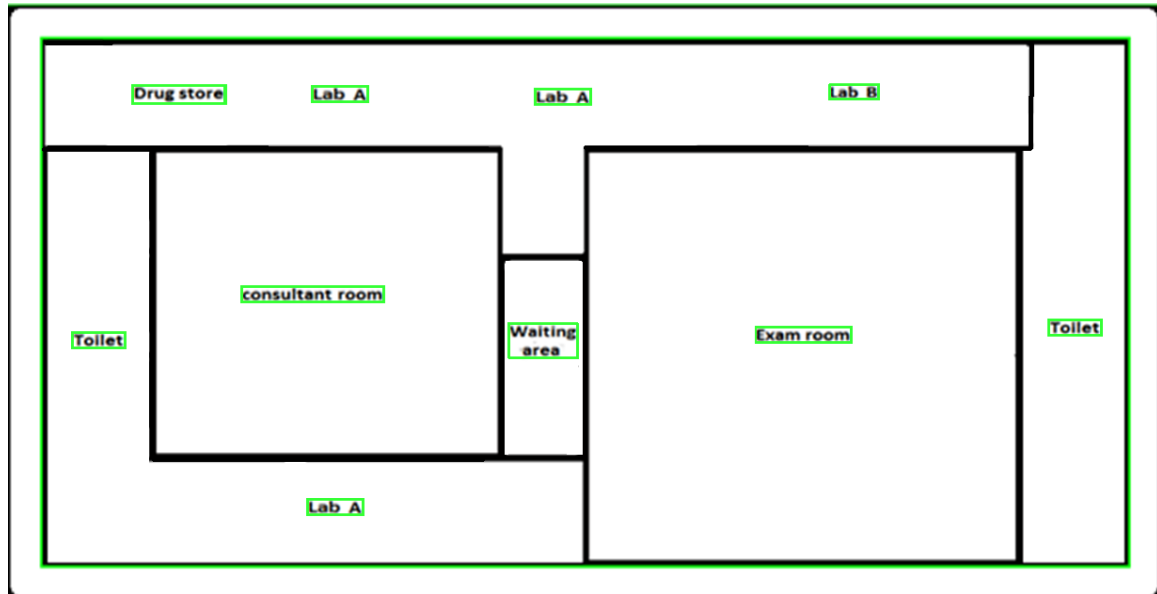 Drug store
Lab A
Lab A
Lab B
consultant room
Toilet
Waiting
area
Exam room
Toilet
Lab A